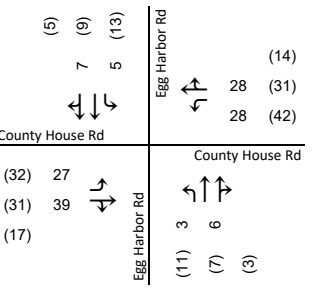 (5) (9) (13)
7 5
County House Rd
Egg Harbor Rd
(14)
28 (31)
28 (42)
(32) 27
(31) 39
(17)
Egg Harbor Rd
County House Rd
3 6
(11) (7) (3)